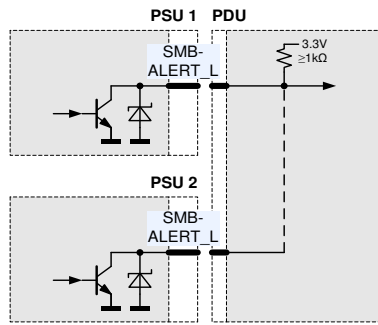 PSU 1 PDU
SMB-
ALERT_L
3.3V
≥1kΩ
PSU 2
SMB-
ALERT_L